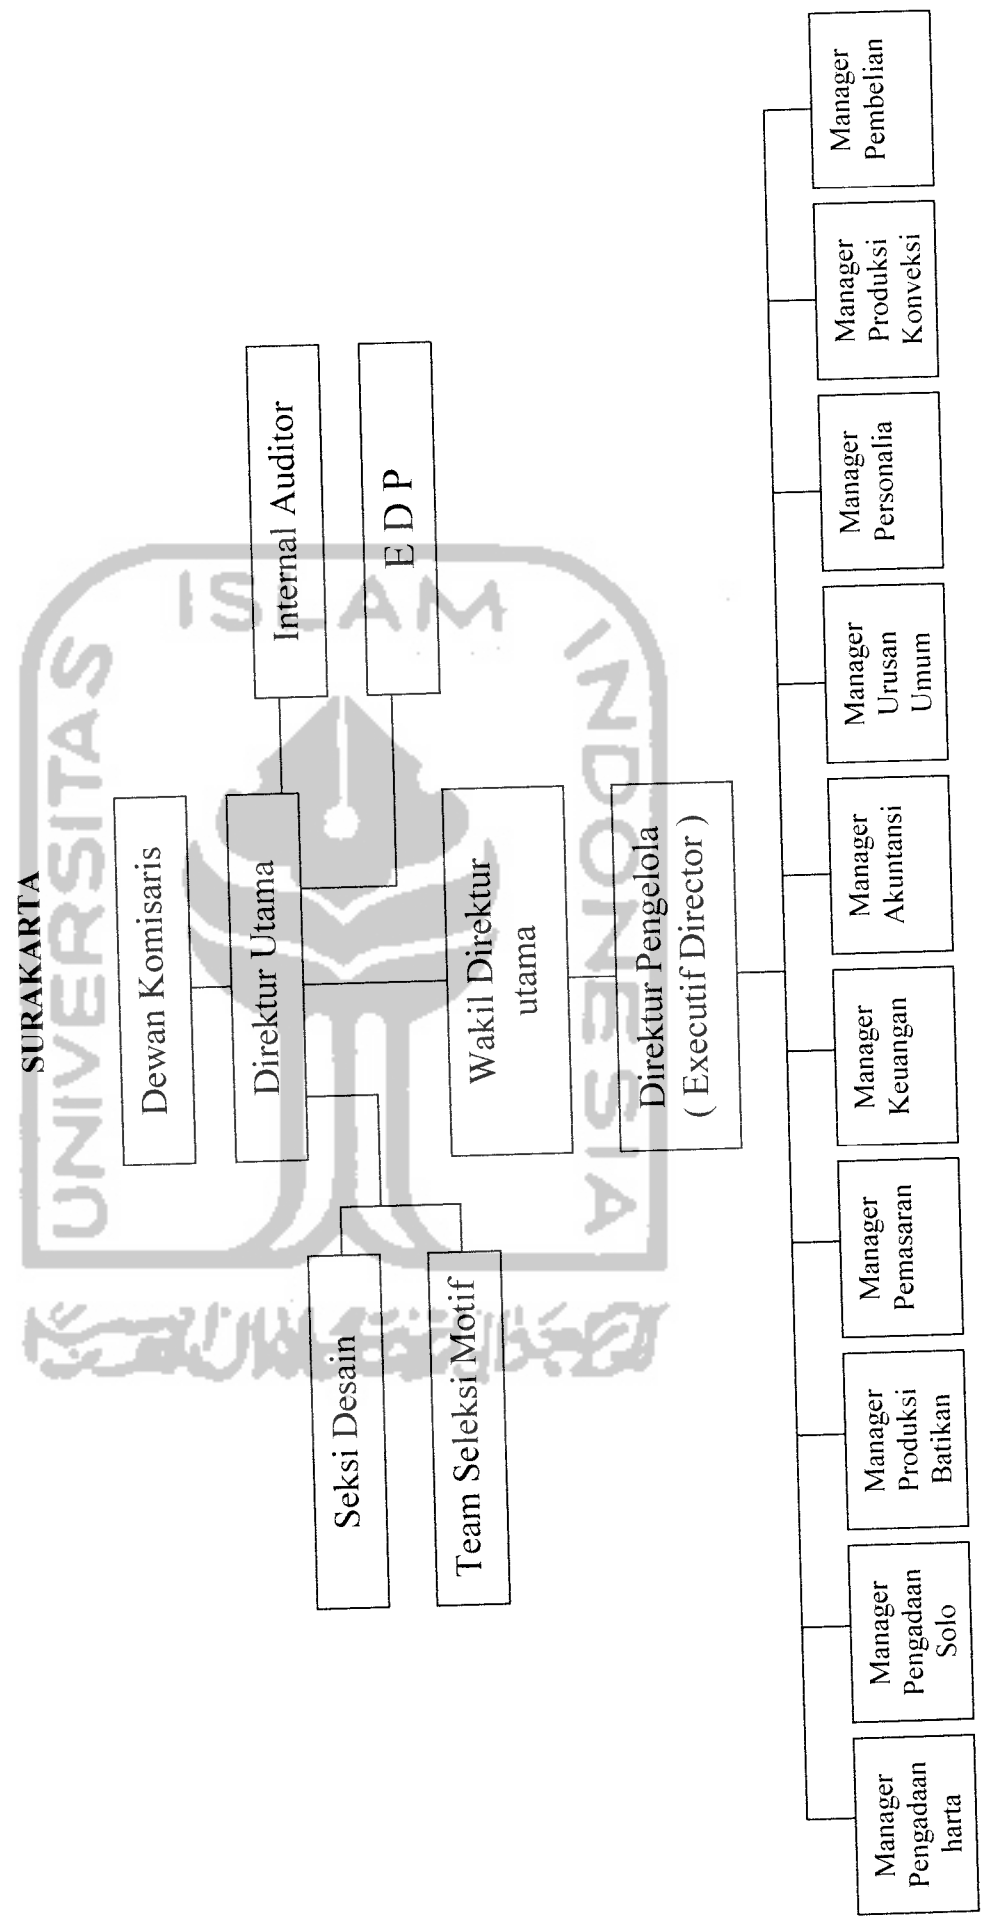 SURAKARTA
Dewan Komisaris
Direktur Utama
Internal Auditor
E D P
Seksi Desain
Team Seleksi Motif
Wakil Direktur
utama
Direktur Pengelola
( Executif Director )
Manager
Pengadaan
harta
Manager
Pengadaan
Solo
Manager
Produksi
Batikan
Manager
Pemasaran
Manager
Keuangan
Manager
Akuntansi
Manager
Urusan
Umum
Manager
Personalia
Manager
Produksi
Konveksi
Manager
Pembelian
UNIVERSITAS
ISLAM
INDONESIA